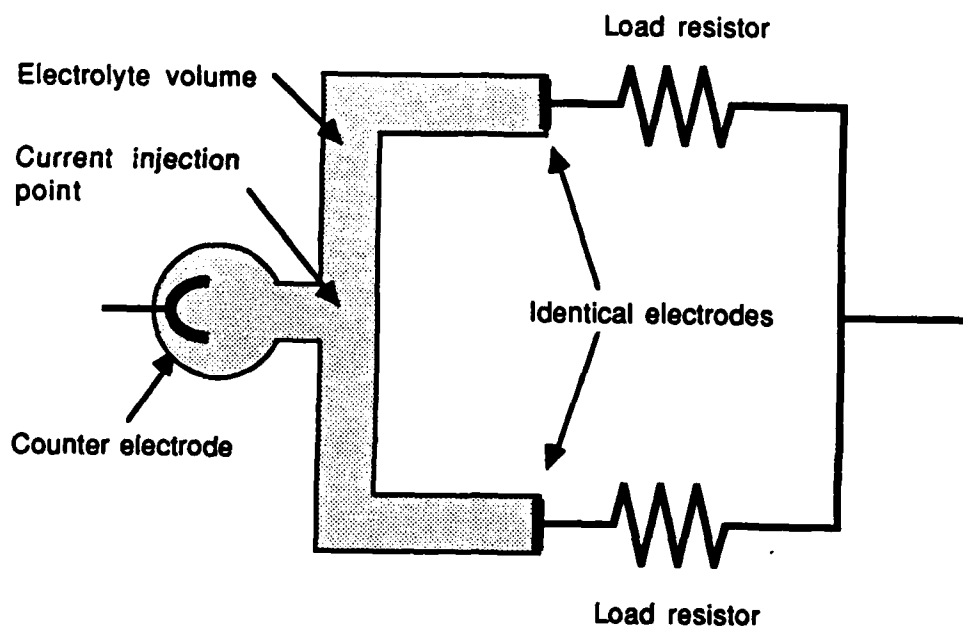 Load resistor
Electrolyte volume
Current injection
point
Identical electrodes
Counter electrode
Load resistor